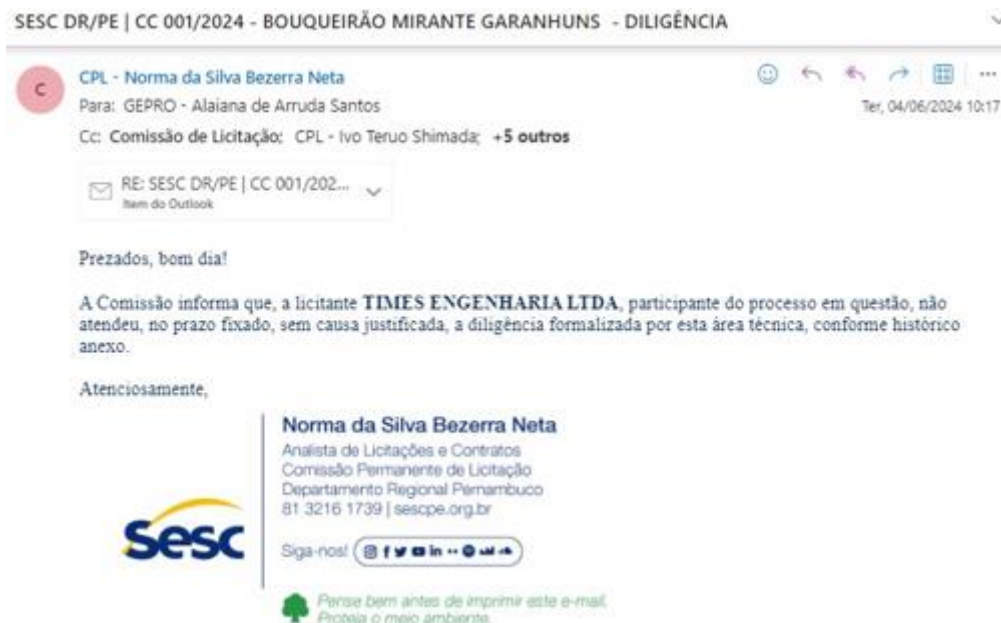 SESC DR/PE | CC 001/2024 - BOUQUEIRÃO MIRANTE GARANHUNS - DILIGÊNCIA
C
CPL - Norma da Silva Bezerra Neta
Para: GEPRO - Alaiana de Arruda Santos
Ter, 04/06/2024 10:17
Cc: Comissão de Licitação; CPL - Ivo Teruo Shimada; +5 outros
RE: SESC DR/PE | CC 001/202...
Item do Outlook
Prezados, bom dia!
A Comissão informa que, a licitante TIMES ENGENHARIA LTDA, participante do processo em questão, não
atendeu, no prazo fixado, sem causa justificada, a diligência formalizada por esta área técnica, conforme histórico
anexo.
Atenciosamente,
Norma da Silva Bezerra Neta
Analista de Licitações e Contratos
Comissão Permanente de Licitação
Departamento Regional Pernambuco
81 3216 1739 | sescpe.org.br
Sesc
Siga-nos!
Pense bem antes de imprimir este e-mail.
Proteja o meio ambiente.